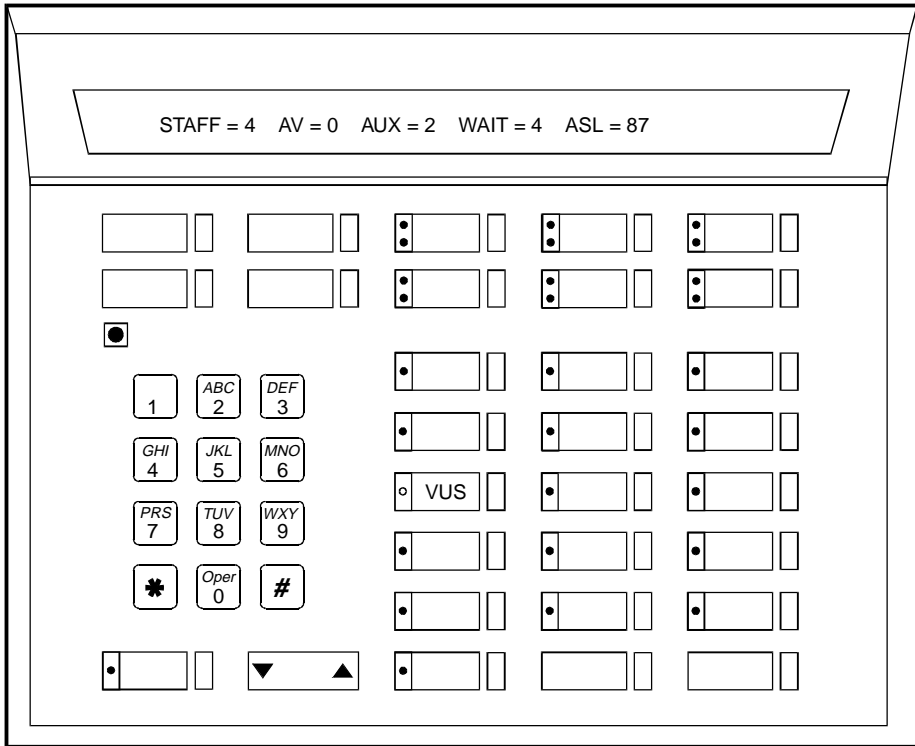 STAFF = 4 AV = 0 AUX = 2 WAIT = 4 ASL = 87
1
ABC
2
DEF
3
GHI
4
JKL
5
MNO
6
VUS
PRS
7
TUV
8
WXY
9
*
Oper
0
#